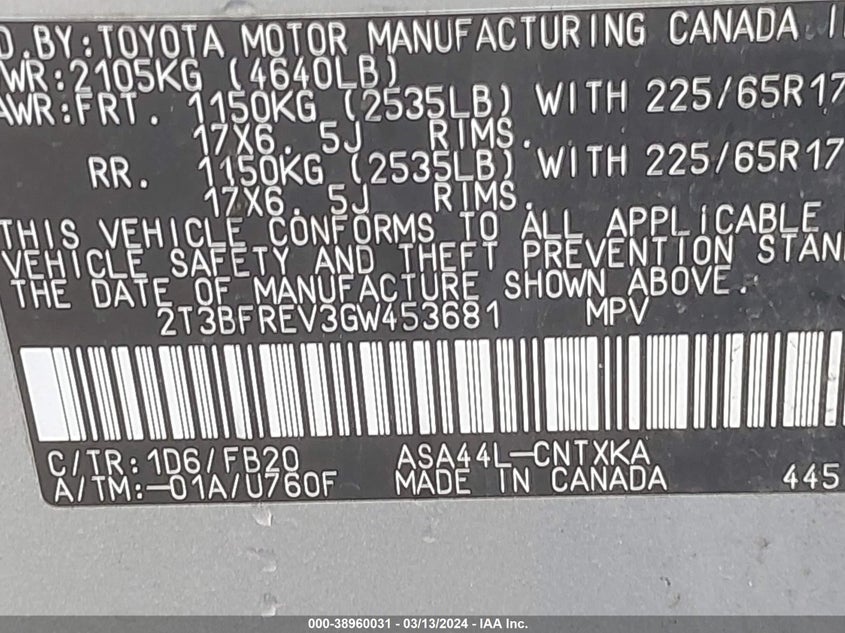 D.BY:TOYOTA MOTOR MANUFACTURING CANADA
WR:2105KG (4640LB)
AWR:FRT. 1150KG (2535LB) WITH 225/65R17
17X6. 5J RIMS.
RR. 1150KG (2535LB) WITH 225/65R17
17X6. 5J RIMS.
THIS VEHICLE CONFORMS TO ALL APPLICABLE
VEHICLE SAFETY AND THEFT PREVENTION STAN
THE DATE OF MANUFACTURE SHOWN ABOVE.
2T3BFREV3GW453681 MPV
C/TR:1D6/FB20 ASA44L-CNTXKA
A/TM:-01A/U760F MADE IN CANADA 445
000-38960031 / 03/13/2024 - IAA Inc.